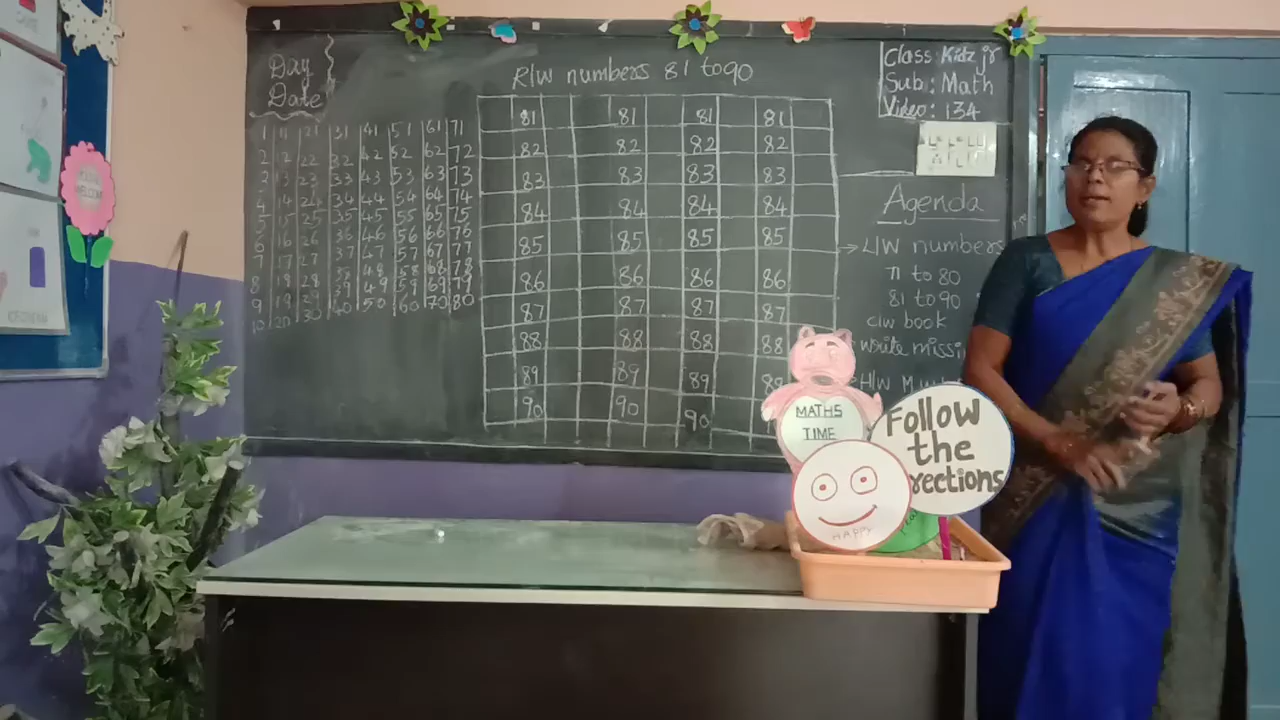 Day
Date
R/W numbers 81 to 90
Class: Kidz jr
Sub: Math
Video: 134
1 11 21 31 41 51 61 71
2 12 22 32 42 52 62 72
13 23 33 43 53 63 73
4 14 24 34 44 54 64 74
5 15 25 35 45 55 65 75
6 16 26 36 46 56 66 76
7 17 27 37 47 57 67 77
8 18 28 38 48 58 68 78
9 19 29 39 49 59 69 79
10 20 30 40 50 60 70 80
81 81 81 81
82 82 82 82
83 83 83 83
84 84 84 84
85 85 85 85
86 86 86 86
87 87 87 87
88 88 88 88
89 89 89 89
90 90 90
Agenda
→ L/W numbers
71 to 80
81 to 90
c/w book
write missi
H/W
MATHS
TIME
Follow
the
rections
HAPPY
WELCOME